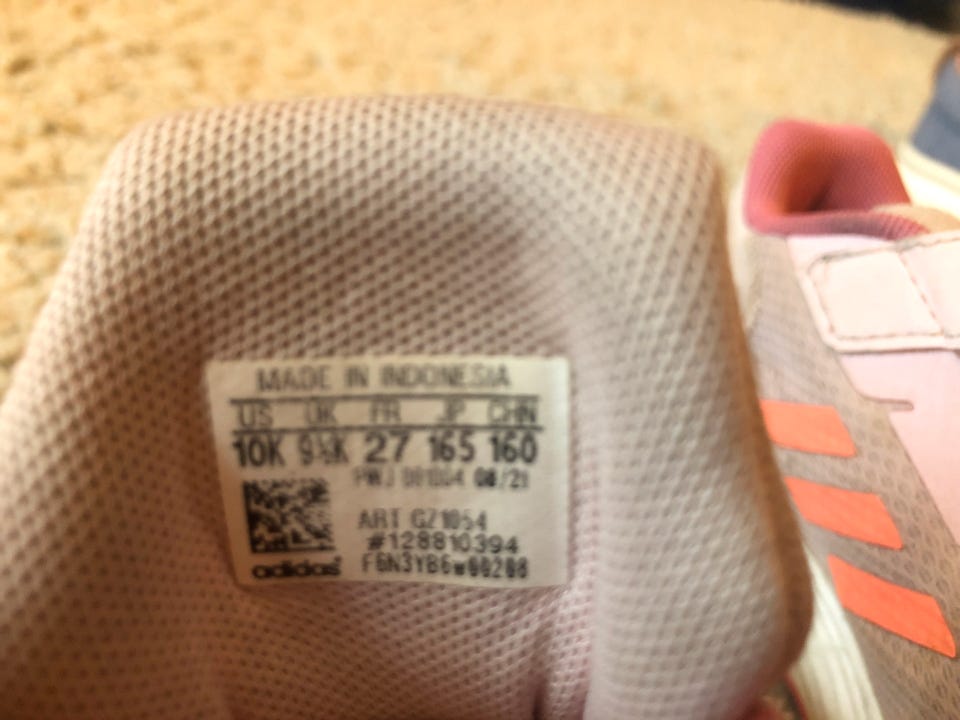 MADE IN INDONESIA
US UK FR JP CHN
10K 9½K 27 165 160
ART GZ1054
#128810394
adidas